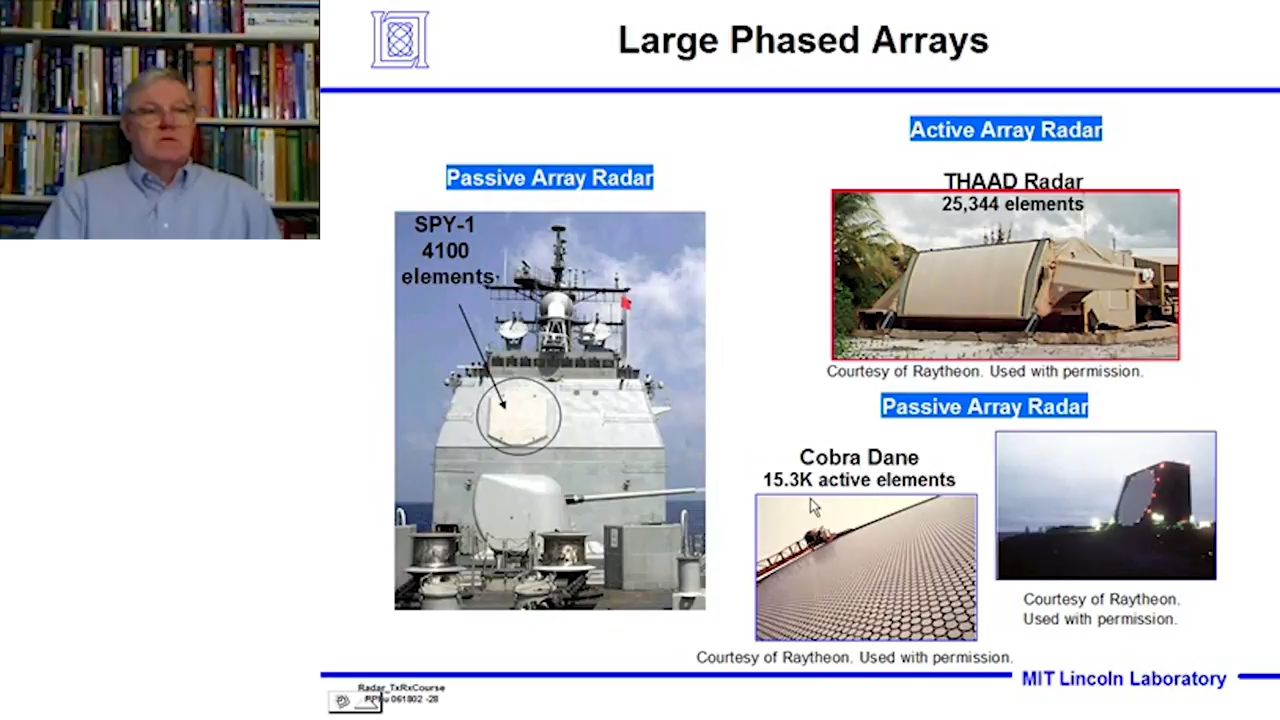 Large Phased Arrays
Passive Array Radar
SPY-1
4100
elements
Active Array Radar
THAAD Radar
25,344 elements
Courtesy of Raytheon. Used with permission.
Passive Array Radar
Cobra Dane
15.3K active elements
Courtesy of Raytheon.
Used with permission.
Courtesy of Raytheon. Used with permission.
MIT Lincoln Laboratory
Radar_TxRxCourse
061802 -28